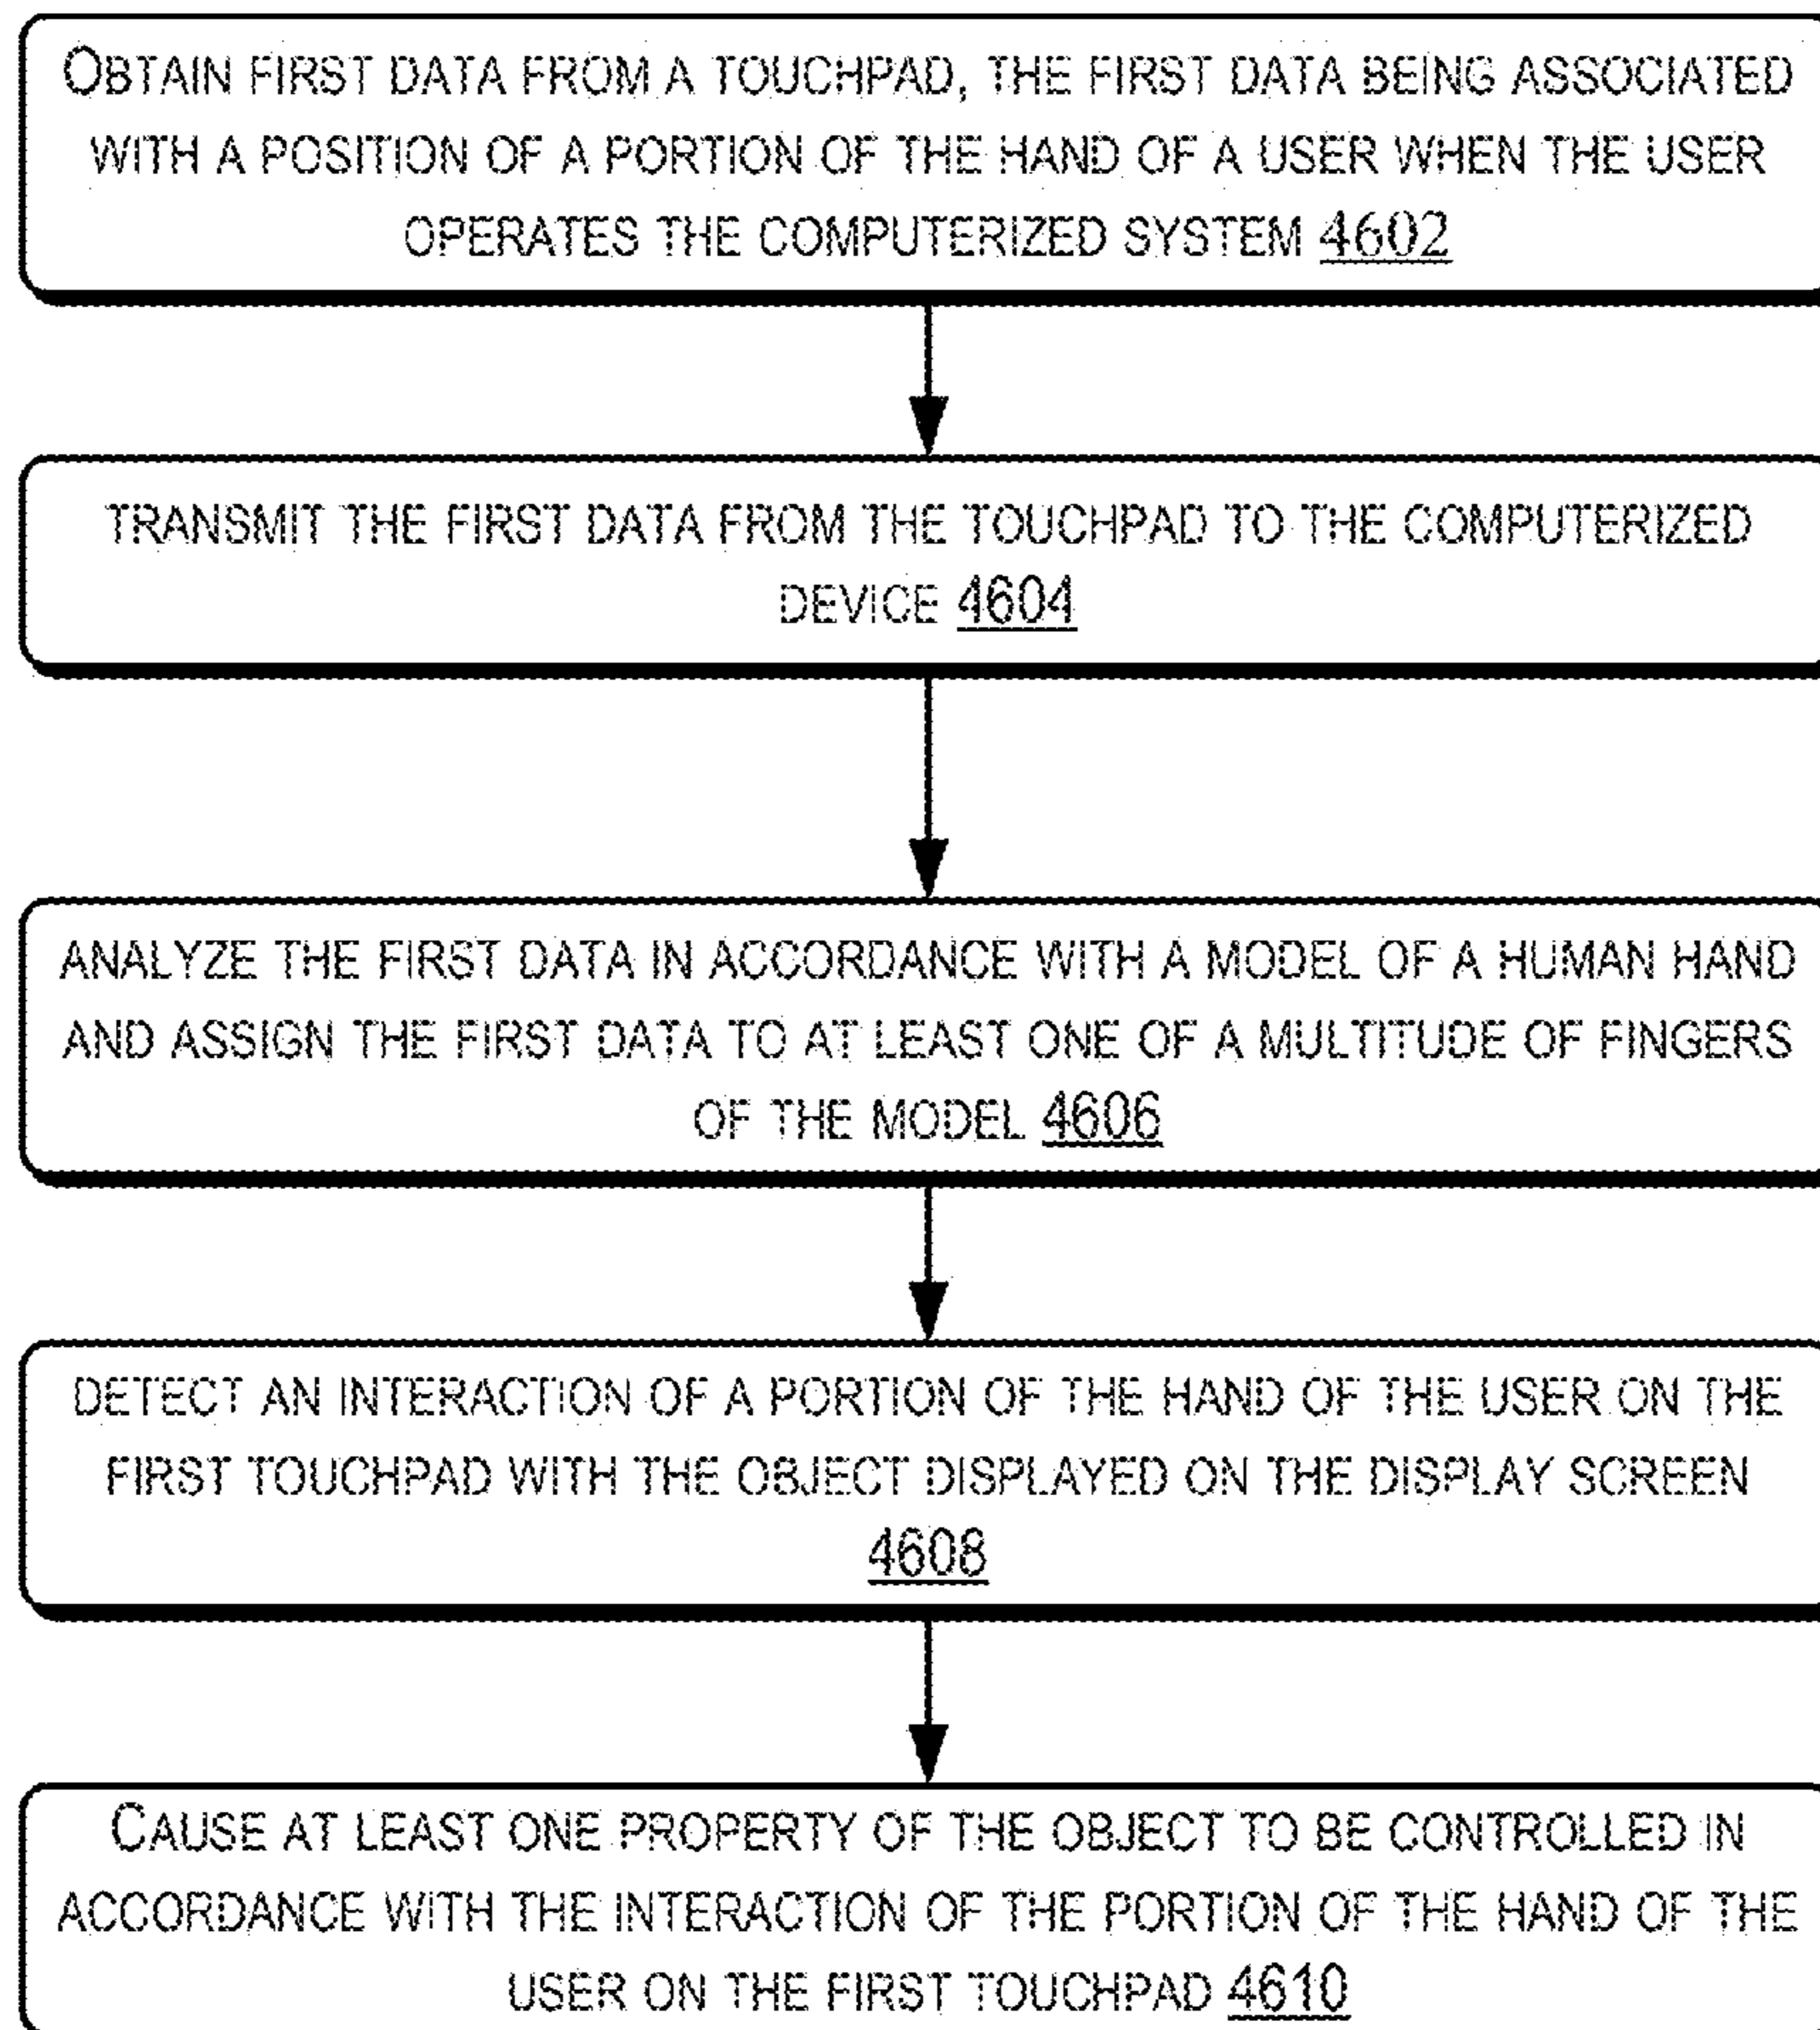 OBTAIN FIRST DATA FROM A TOUCHPAD, THE FIRST DATA BEING ASSOCIATED
WITH A POSITION OF A PORTION OF THE HAND OF A USER WHEN THE USER
OPERATES THE COMPUTERIZED SYSTEM 4602
TRANSMIT THE FIRST DATA FROM THE TOUCHPAD TO THE COMPUTERIZED
DEVICE 4604
ANALYZE THE FIRST DATA IN ACCORDANCE WITH A MODEL OF A HUMAN HAND
AND ASSIGN THE FIRST DATA TO AT LEAST ONE OF A MULTITUDE OF FINGERS
OF THE MODEL 4606
DETECT AN INTERACTION OF A PORTION OF THE HAND OF THE USER ON THE
FIRST TOUCHPAD WITH THE OBJECT DISPLAYED ON THE DISPLAY SCREEN
4608
CAUSE AT LEAST ONE PROPERTY OF THE OBJECT TO BE CONTROLLED IN
ACCORDANCE WITH THE INTERACTION OF THE PORTION OF THE HAND OF THE
USER ON THE FIRST TOUCHPAD 4610